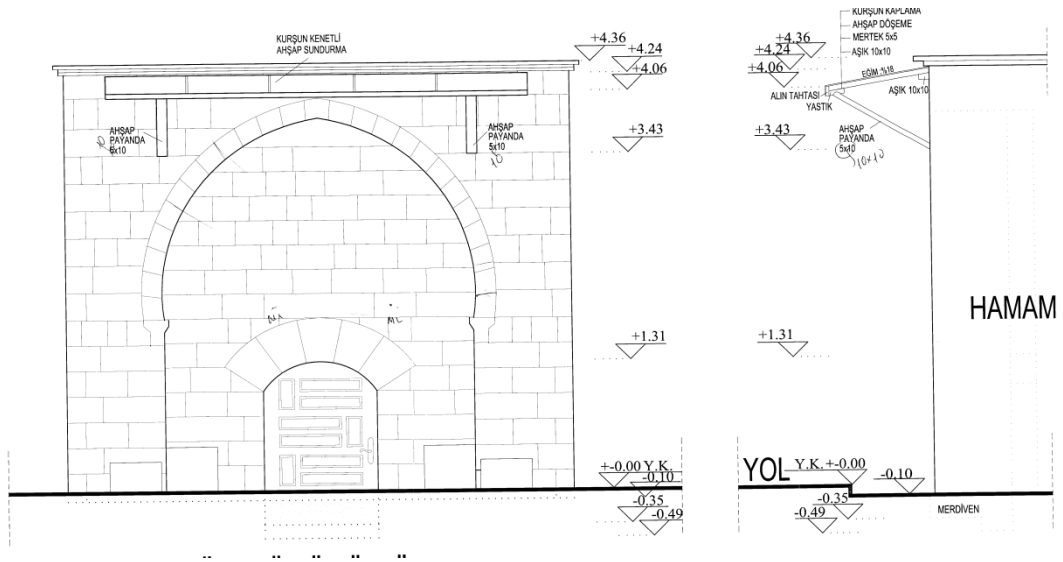 KURŞUN KENETLİ
AHŞAP SUNDURMA
+4.36
+4.24
+4.06
AHŞAP
PAYANDA
5x10
10
AHŞAP
PAYANDA
5x10
10
+3.43
+1.31
+-0.00 Y.K.
-0.10
-0.35
-0.49
KURŞUN KAPLAMA
AHŞAP DÖŞEME
MERTEK 5x5
AŞIK 10x10
+4.36
+4.24
+4.06
EĞİM %18
AŞIK 10x10
ALIN TAHTASI
YASTIK
+3.43
AHŞAP
PAYANDA
5x10
10x10
HAMAM
+1.31
YOL
Y.K. +-0.00
-0.10
-0.35
-0.49
MERDİVEN